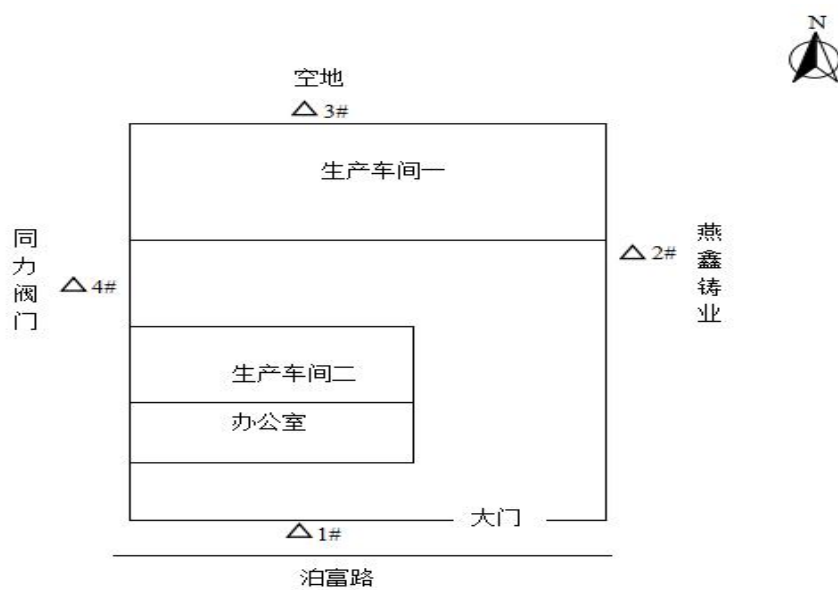 N
空地
△ 3#
生产车间一
同力阀门
△ 4#
△ 2#
燕鑫铸业
生产车间二
办公室
大门
△ 1#
泊富路